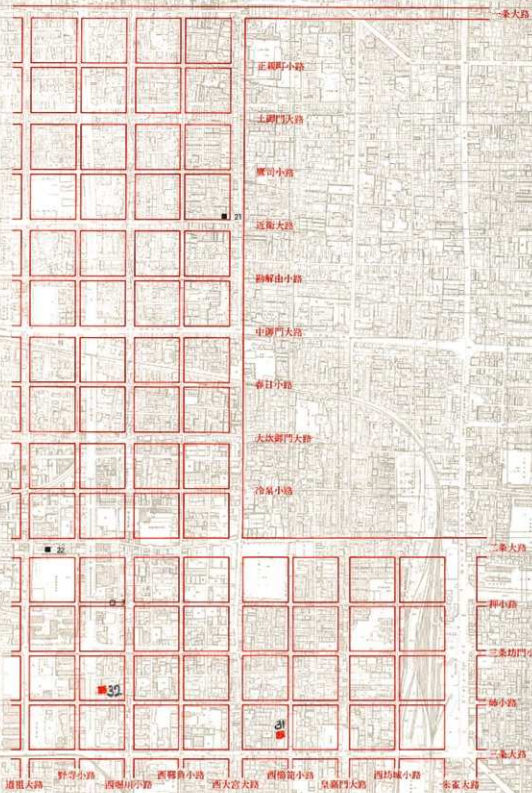 一条大路
正親町小路
土御門大路
鷹司小路
21
近衛大路
勘解由小路
中御門大路
春日小路
大炊御門大路
冷泉小路
二条大路
22
押小路
三条坊門小
32
姉小路
31
三条大路
道祖大路
野寺小路
西堀川小路
西靱負小路
西大宮大路
西櫛笥小路
皇嘉門大路
西坊城小路
朱雀大路